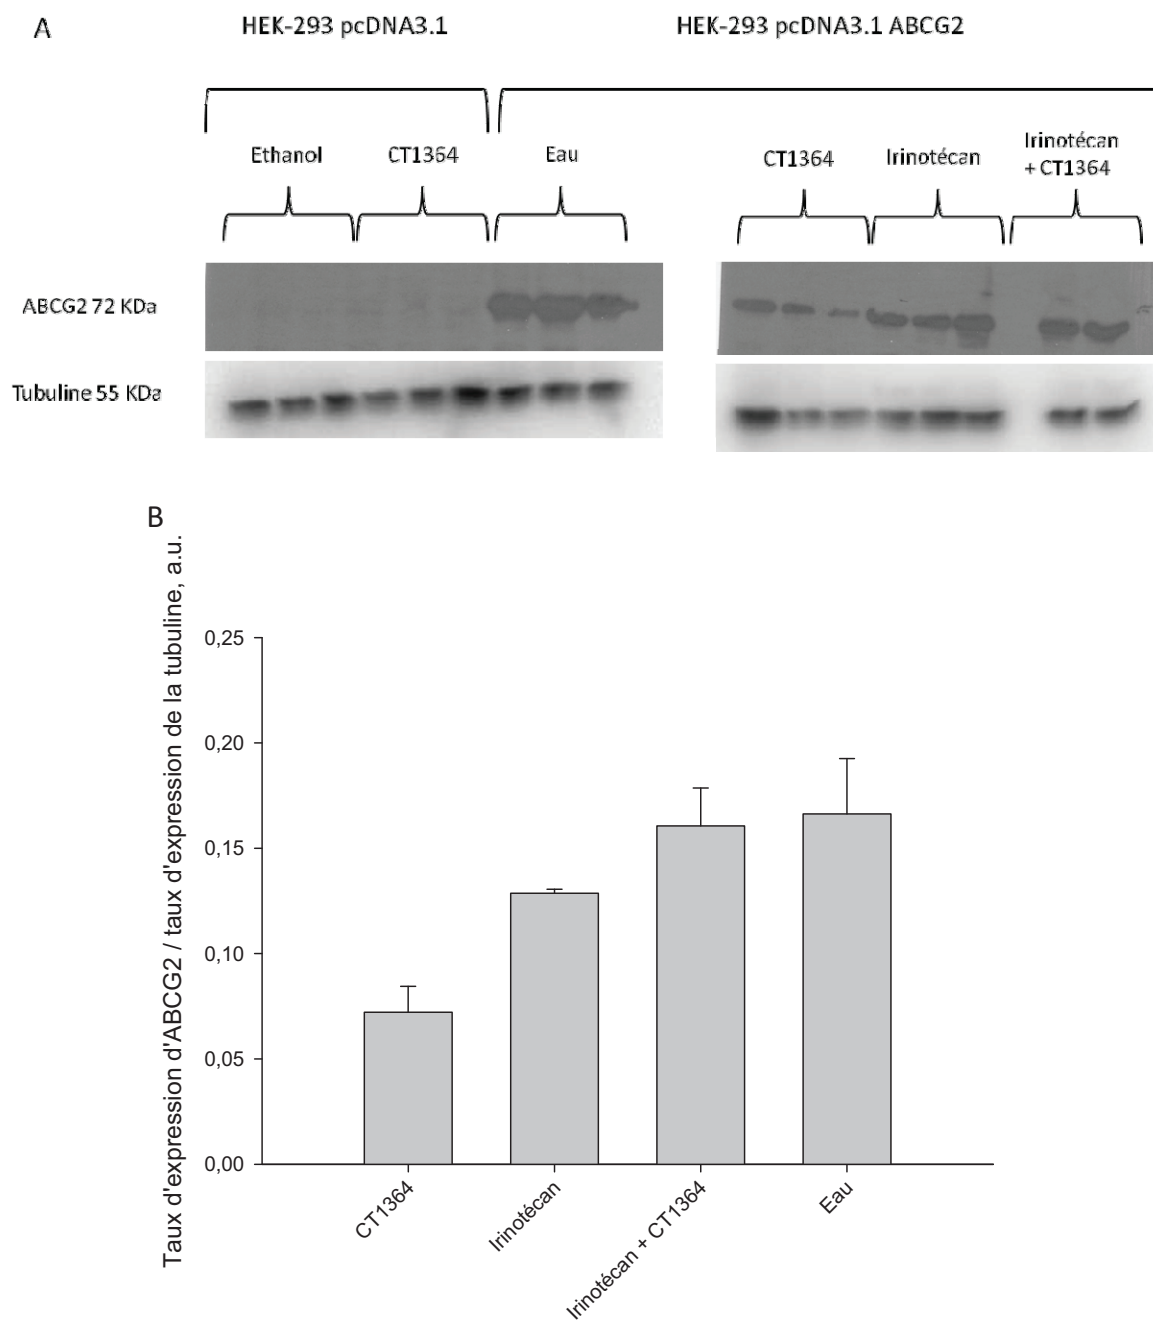 A
HEK-293 pcDNA3.1
HEK-293 pcDNA3.1 ABCG2
Ethanol
CT1364
Eau
CT1364
Irinotécan
Irinotécan
+ CT1364
ABCG2 72 KDa
Tubuline 55 KDa
B
Taux d'expression d'ABCG2 / taux d'expression de la tubuline, a.u.
0,25
0,20
0,15
0,10
0,05
0,00
CT1364
Irinotécan
Irinotécan + CT1364
Eau